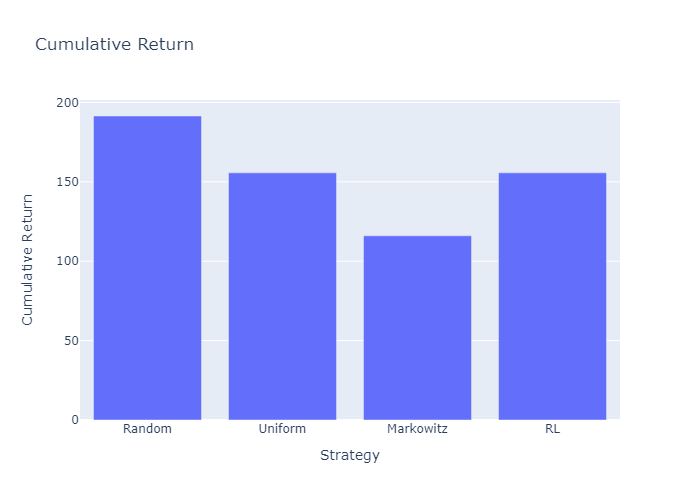 Cumulative Return
200
150
100
50
0
Cumulative Return
Random
Uniform
Markowitz
RL
Strategy